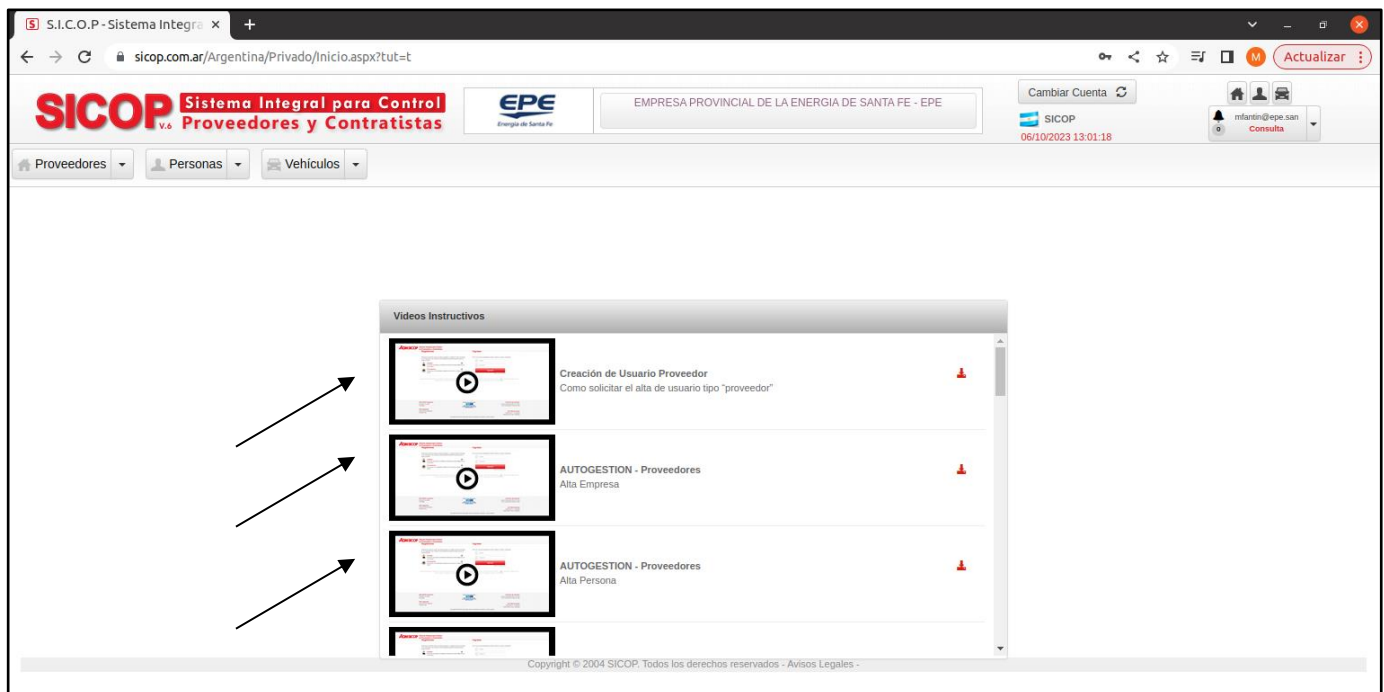 S.I.C.O.P - Sistema Integra
sicop.com.ar/Argentina/Privado/Inicio.aspx?tut=t
M
Actualizar
SICOP v.6 Sistema Integral para Control
Proveedores y Contratistas
EPE
Energía de Santa Fe
EMPRESA PROVINCIAL DE LA ENERGIA DE SANTA FE - EPE
Cambiar Cuenta
SICOP
06/10/2023 13:01:18
0
mfantin@epe.san
Consulta
Proveedores
Personas
Vehículos
Videos Instructivos
Creación de Usuario Proveedor
Como solicitar el alta de usuario tipo “proveedor”
AUTOGESTION - Proveedores
Alta Empresa
AUTOGESTION - Proveedores
Alta Persona
Copyright © 2004 SICOP. Todos los derechos reservados - Avisos Legales -